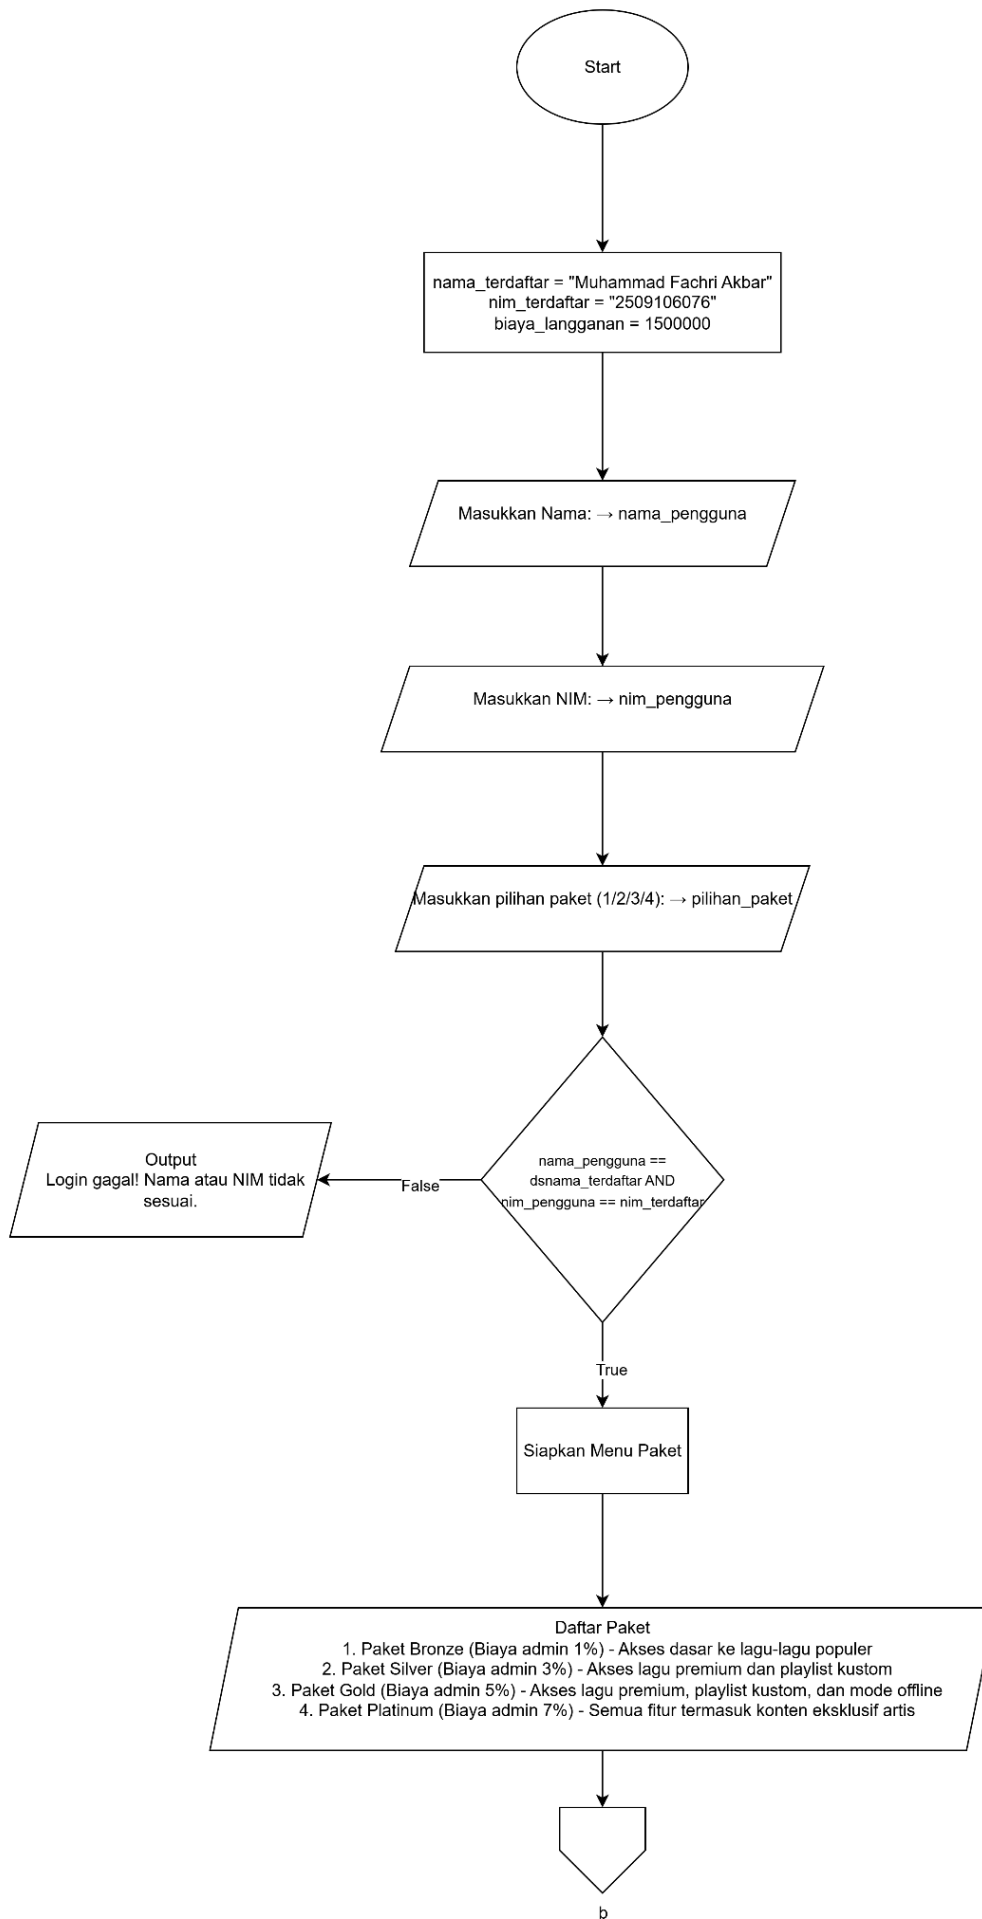 Start
nama_terdaftar = "Muhammad Fachri Akbar"
nim_terdaftar = "2509106076"
biaya_langganan = 1500000
Masukkan Nama: → nama_pengguna
Masukkan NIM: → nim_pengguna
Masukkan pilihan paket (1/2/3/4): → pilihan_paket
nama_pengguna ==
dsnama_terdaftar AND
nim_pengguna == nim_terdaftar
False
Output
Login gagal! Nama atau NIM tidak
sesuai.
True
Siapkan Menu Paket
Daftar Paket
1. Paket Bronze (Biaya admin 1%) - Akses dasar ke lagu-lagu populer
2. Paket Silver (Biaya admin 3%) - Akses lagu premium dan playlist kustom
3. Paket Gold (Biaya admin 5%) - Akses lagu premium, playlist kustom, dan mode offline
4. Paket Platinum (Biaya admin 7%) - Semua fitur termasuk konten eksklusif artis
b